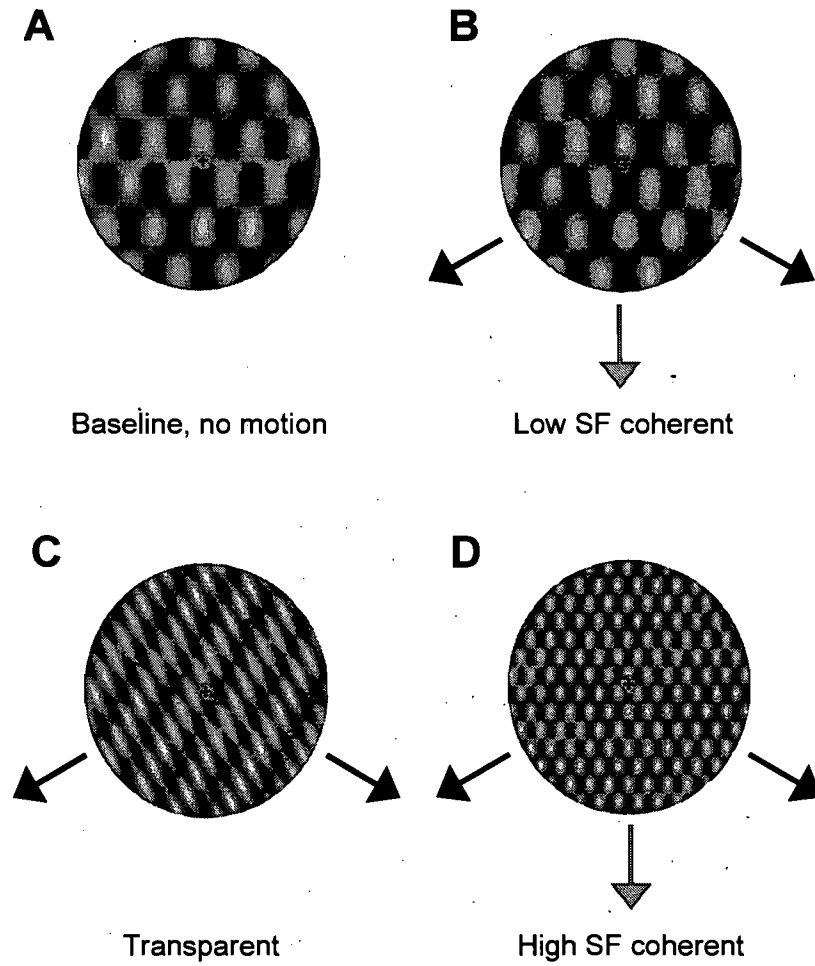 A
B
Baseline, no motion
Low SF coherent
C
D
Transparent
High SF coherent